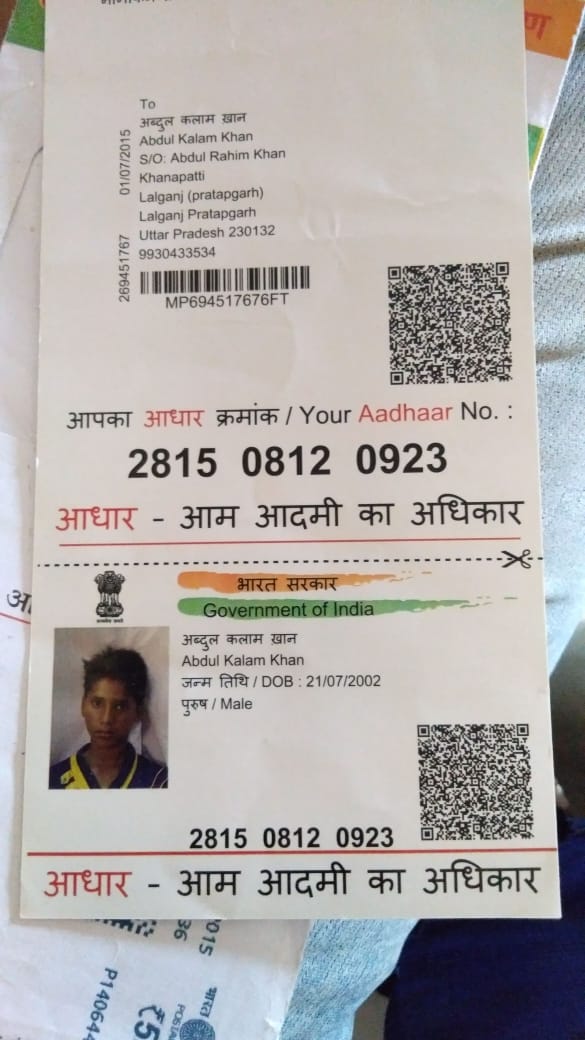 To
अब्दुल कलाम ख़ान
Abdul Kalam Khan
S/O: Abdul Rahim Khan
Khanapatti
Lalganj (pratapgarh)
Lalganj Pratapgarh
Uttar Pradesh 230132
9930433534
269451767 01/07/2015
MP694517676FT
आपका आधार क्रमांक / Your Aadhaar No. :
2815 0812 0923
आधार - आम आदमी का अधिकार
भारत सरकार
Government of India
अब्दुल कलाम ख़ान
Abdul Kalam Khan
जन्म तिथि / DOB : 21/07/2002
पुरुष / Male
2815 0812 0923
आधार - आम आदमी का अधिकार